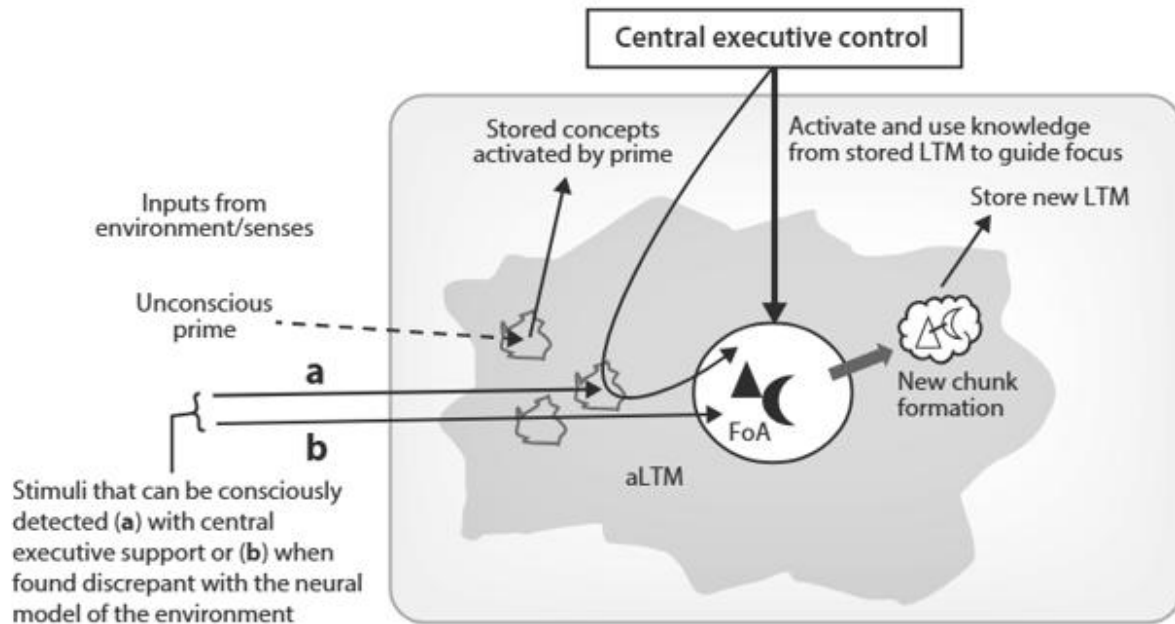 Central executive control
Stored concepts
activated by prime
Activate and use knowledge
from stored LTM to guide focus
Store new LTM
Inputs from
environment/senses
Unconscious
prime
a
b
New chunk
formation
FoA
aLTM
Stimuli that can be consciously
detected (a) with central
executive support or (b) when
found discrepant with the neural
model of the environment